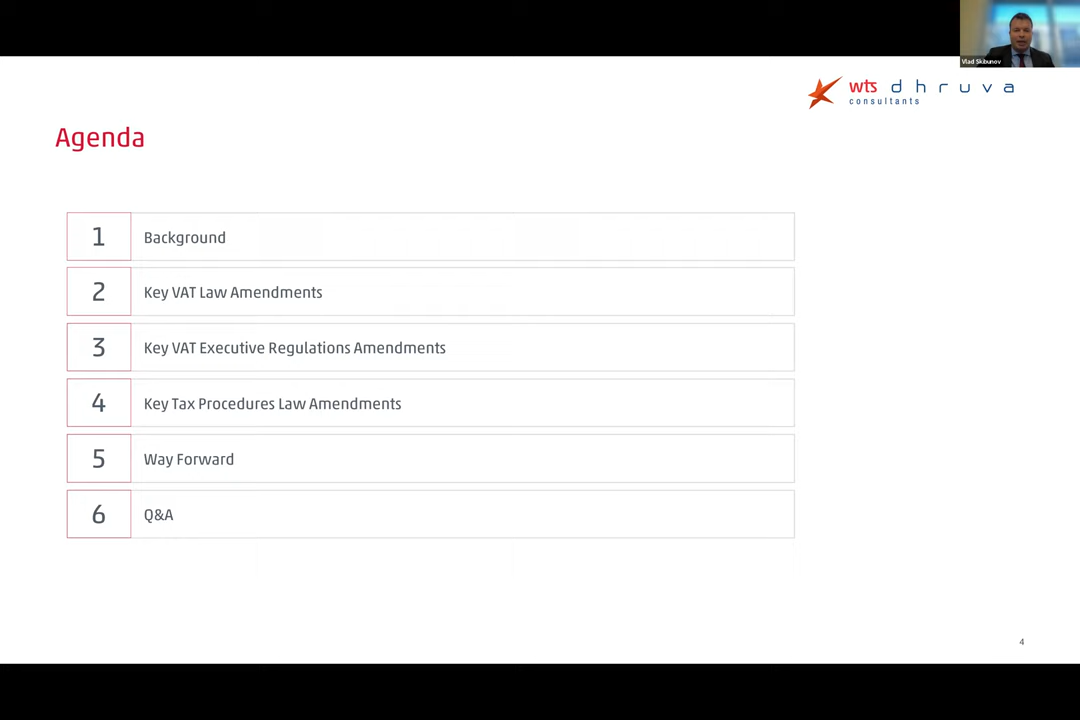 Vlad Skibunov
wts dhruva
consultants
Agenda
1 Background
2 Key VAT Law Amendments
3 Key VAT Executive Regulations Amendments
4 Key Tax Procedures Law Amendments
5 Way Forward
6 Q&A
4